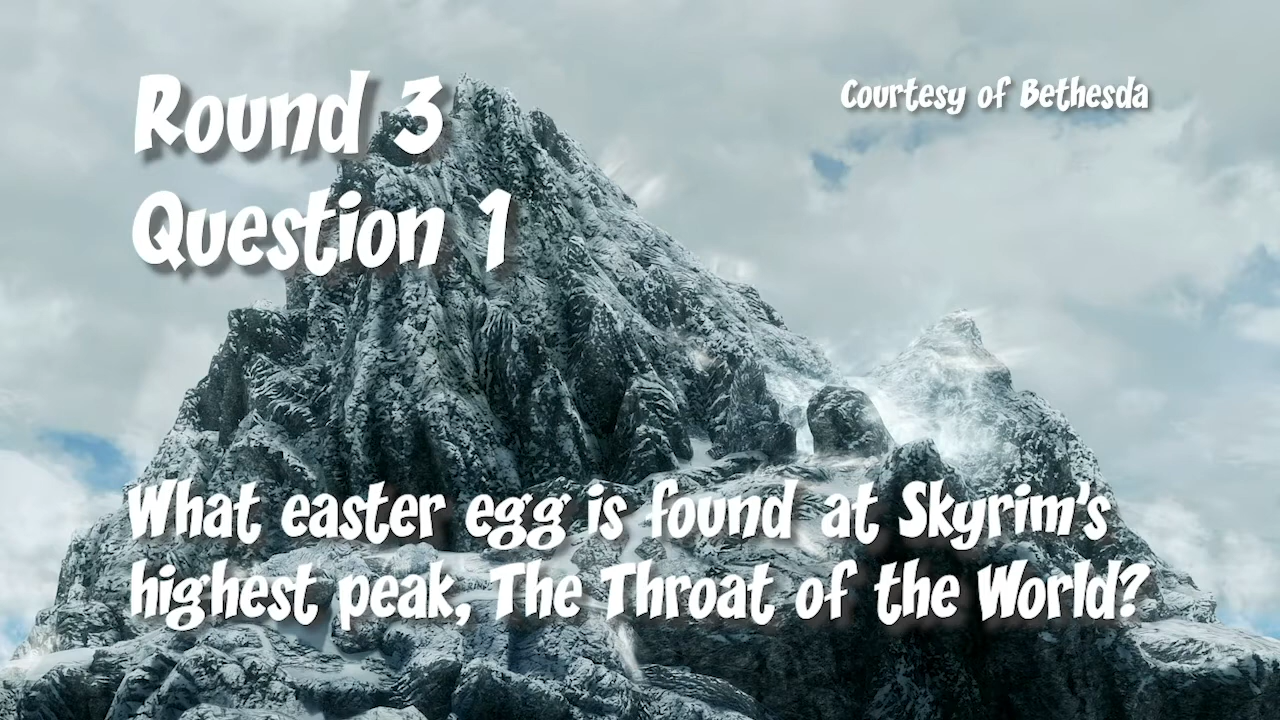 Round 3
Question 1
Courtesy of Bethesda
What easter egg is found at Skyrim's
highest peak, The Throat of the World?